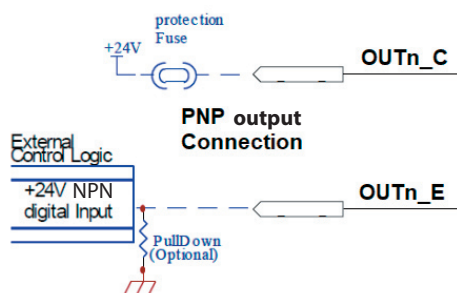 protection
Fuse
+24V
OUTn_C
PNP output
Connection
External
Control Logic
+24V NPN
digital Input
OUTn_E
PullDown
(Optional)